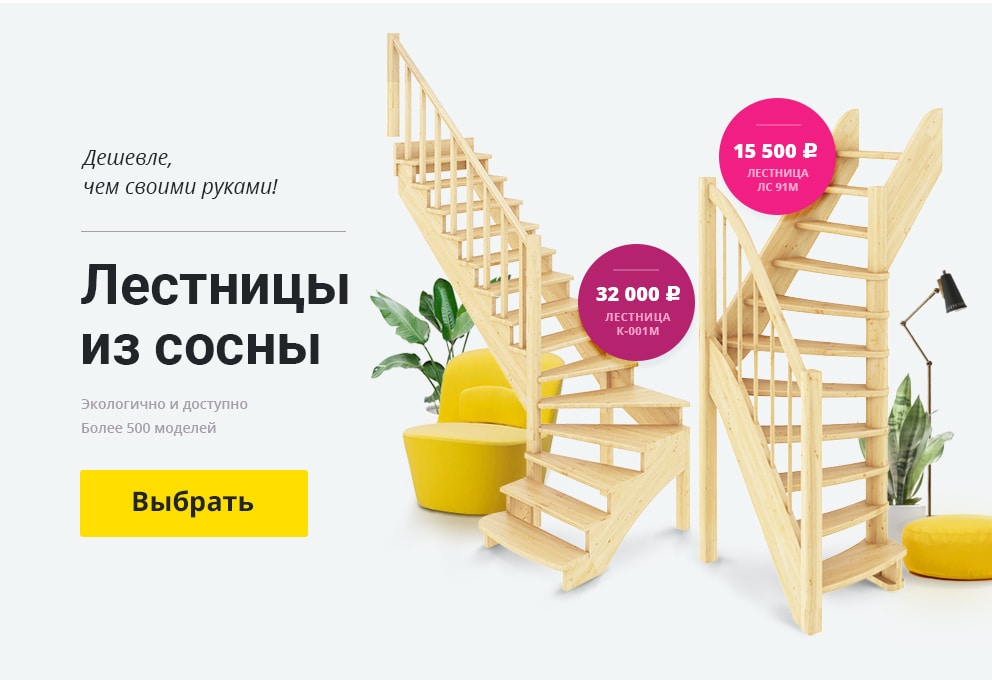 Дешевле,
чем своими руками!
Лестницы
из сосны
Экологично и доступно
Более 500 моделей
Выбрать
32 000 ₽
ЛЕСТНИЦА
К-001М
15 500 ₽
ЛЕСТНИЦА
ЛС 91М